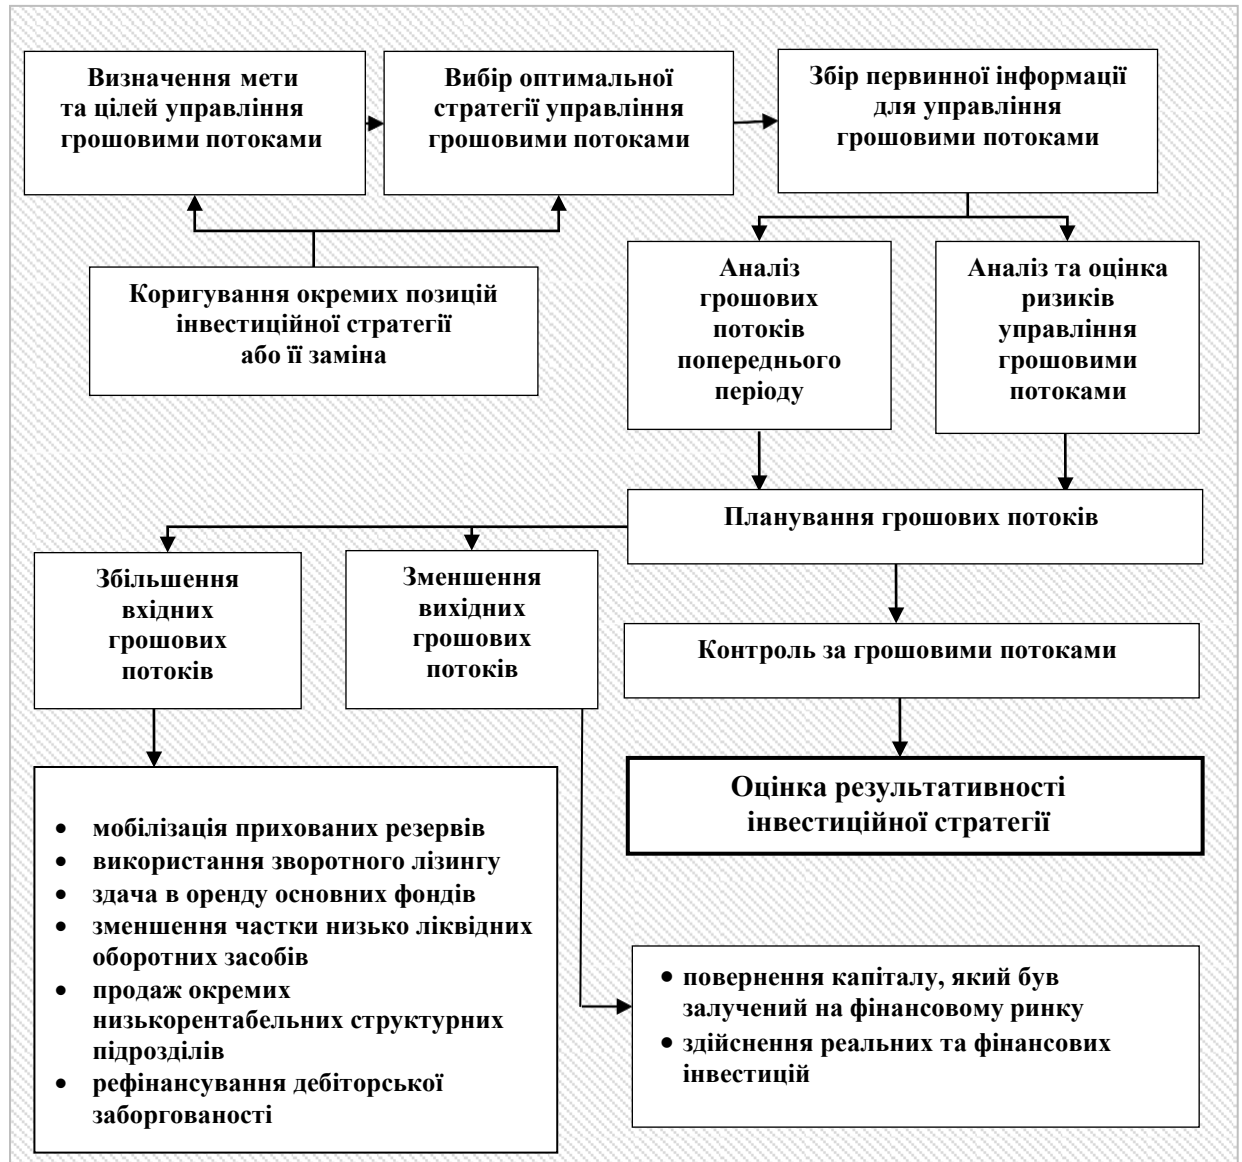 Визначення мети
та цілей управління
грошовими потоками
Вибір оптимальної
стратегії управління
грошовими потоками
Збір первинної інформації
для управління
грошовими потоками
Коригування окремих позицій
інвестиційної стратегії
або її заміна
Аналіз
грошових
потоків
попереднього
періоду
Аналіз та оцінка
ризиків
управління
грошовими
потоками
Планування грошових потоків
Збільшення
вхідних
грошових
потоків
Зменшення
вихідних
грошових
потоків
Контроль за грошовими потоками
Оцінка результативності
інвестиційної стратегії
• мобілізація прихованих резервів
• використання зворотного лізингу
• здача в оренду основних фондів
• зменшення частки низько ліквідних
оборотних засобів
• продаж окремих
низькорентабельних структурних
підрозділів
• рефінансування дебіторської
заборгованості
• повернення капіталу, який був
залучений на фінансовому ринку
• здійснення реальних та фінансових
інвестицій